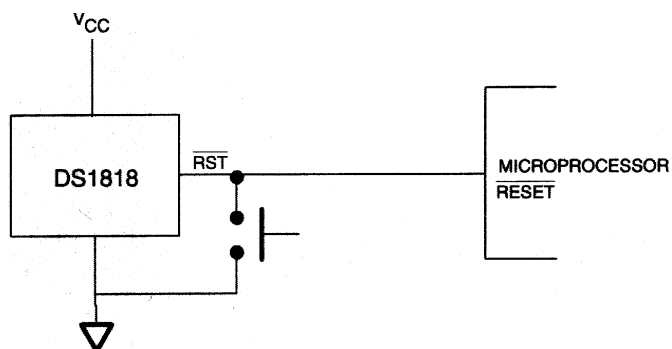 VCC
DS1818
RST
MICROPROCESSOR
RESET